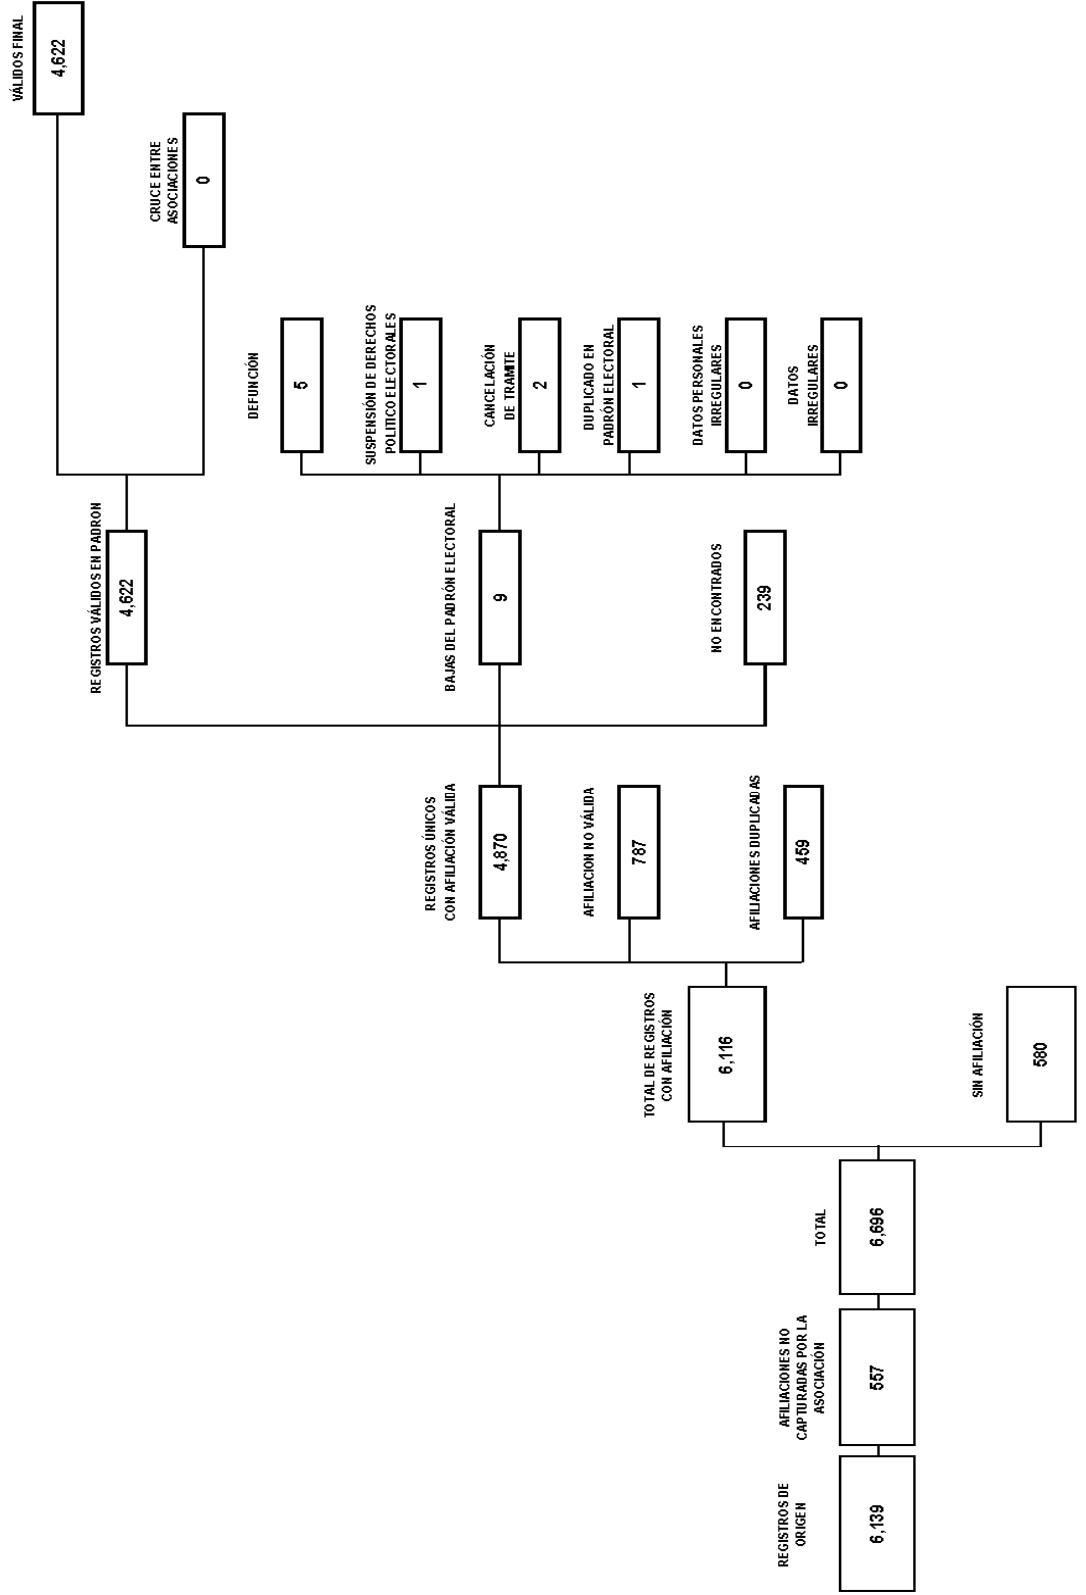 REGISTROS DE
ORIGEN
6,139
AFILIACIONES NO
CAPTURADAS POR LA
ASOCIACIÓN
557
TOTAL
6,696
TOTAL DE REGISTROS
CON AFILIACIÓN
6,116
SIN AFILIACIÓN
580
REGISTROS ÚNICOS
CON AFILIACIÓN VÁLIDA
4,870
AFILIACION NO VÁLIDA
787
AFILIACIONES DUPLICADAS
459
REGISTROS VÁLIDOS EN PADRON
4,622
BAJAS DEL PADRÓN ELECTORAL
9
NO ENCONTRADOS
239
DEFUNCIÓN
5
SUSPENSIÓN DE DERECHOS
POLITICO ELECTORALES
1
CANCELACIÓN
DE TRAMITE
2
DUPLICADO EN
PADRÓN ELECTORAL
1
DATOS PERSONALES
IRREGULARES
0
DATOS
IRREGULARES
0
VÁLIDOS FINAL
4,622
CRUCE ENTRE
ASOCIACIONES
0